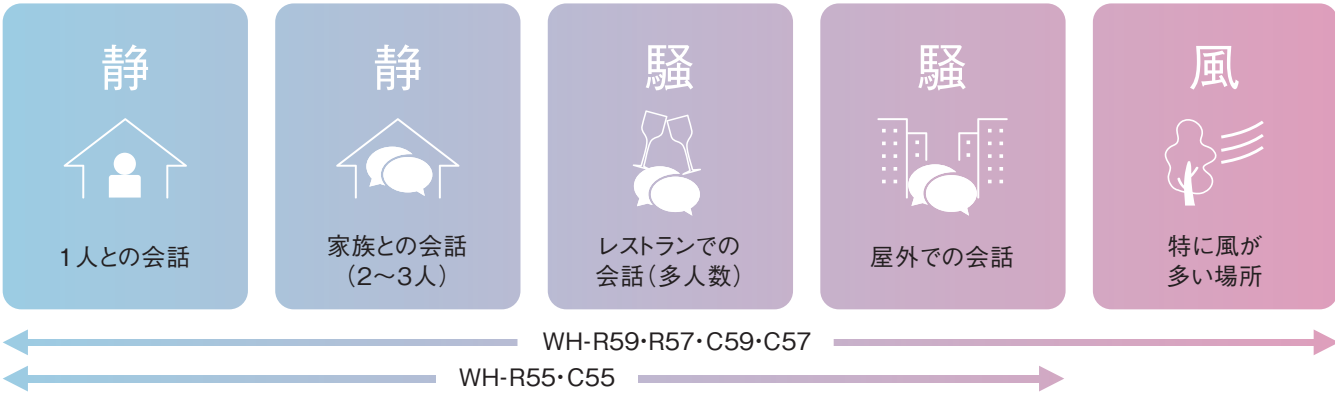 静
1人との会話
静
家族との会話
（2〜3人）
騒
レストランでの
会話（多人数）
騒
屋外での会話
風
特に風が
多い場所
WH-R59・R57・C59・C57
WH-R55・C55